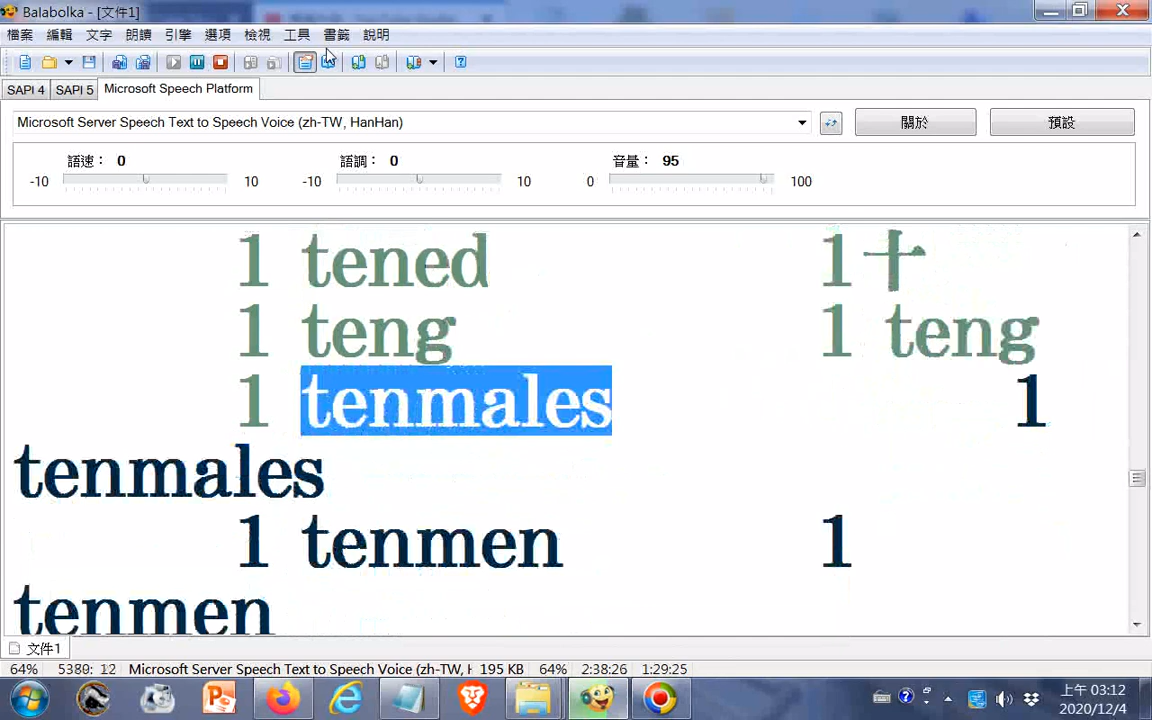 Balabolka - [文件1]
檔案 編輯 文字 朗讀 引擎 選項 檢視 工具 書籤 說明
SAPI 4 SAPI 5 Microsoft Speech Platform
Microsoft Server Speech Text to Speech Voice (zh-TW, HanHan) 關於 預設
語速： 0 語調： 0 音量： 95
-10 10 -10 10 0 100
1 tened 1十
1 teng 1 teng
1 tenmales 1
tenmales
1 tenmen 1
tenmen
文件1
64% 5380: 12 Microsoft Server Speech Text to Speech Voice (zh-TW, 195 KB 64% 2:38:26 1:29:25
上午 03:12
2020/12/4